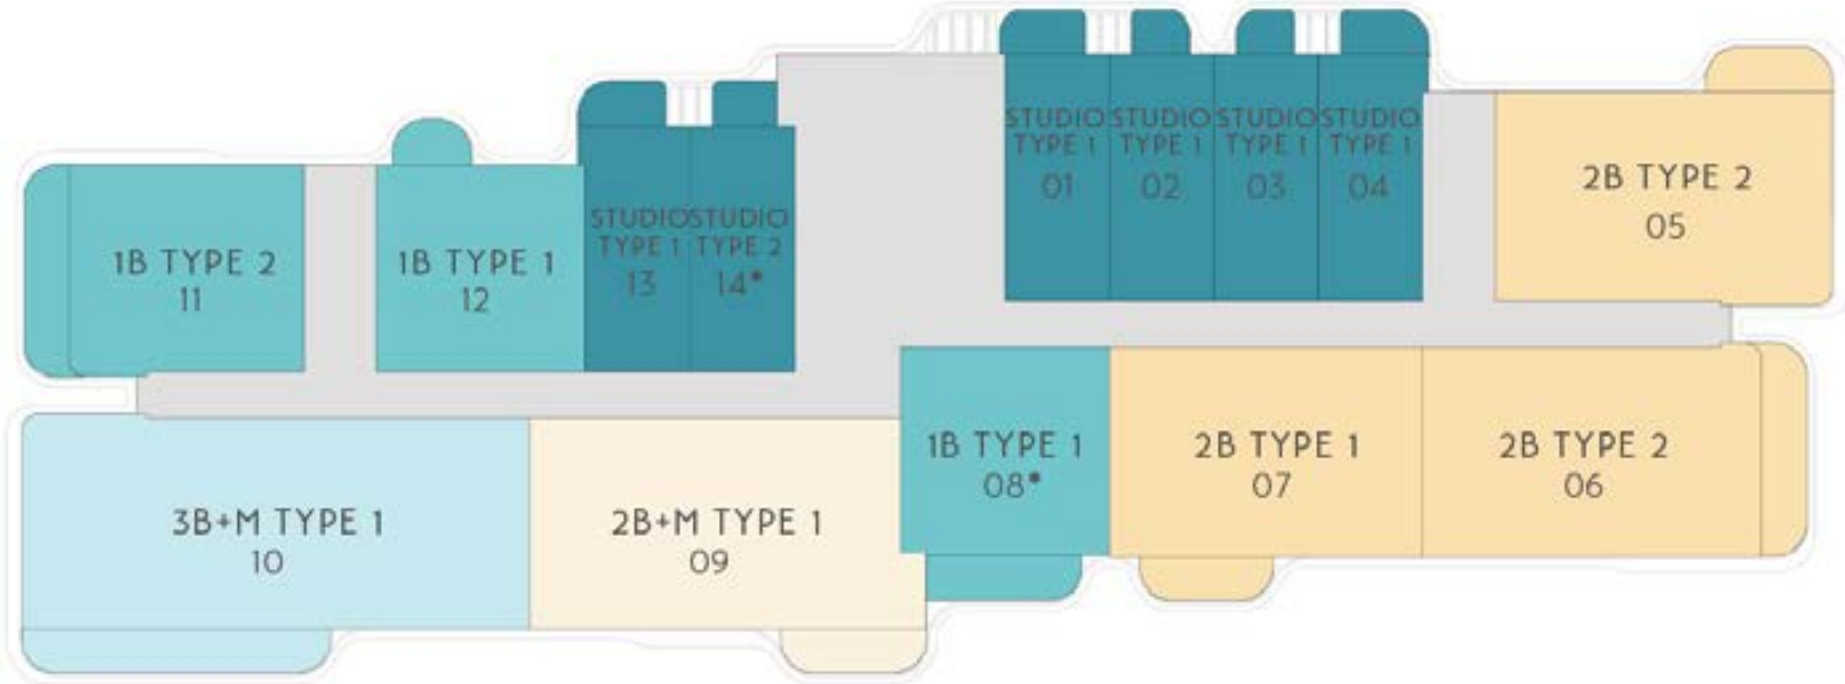 STUDIO
TYPE 1
01
STUDIO
TYPE 1
02
STUDIO
TYPE 1
03
STUDIO
TYPE 1
04
2B TYPE 2
05
1B TYPE 2
11
1B TYPE 1
12
STUDIO
TYPE 1
13
STUDIO
TYPE 2
14*
3B+M TYPE 1
10
2B+M TYPE 1
09
1B TYPE 1
08*
2B TYPE 1
07
2B TYPE 2
06